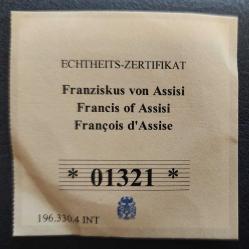 ECHTHEITS-ZERTIFIKAT
Franziskus von Assisi
Francis of Assisi
François d'Assise
* 01321 *
196.330.4 INT